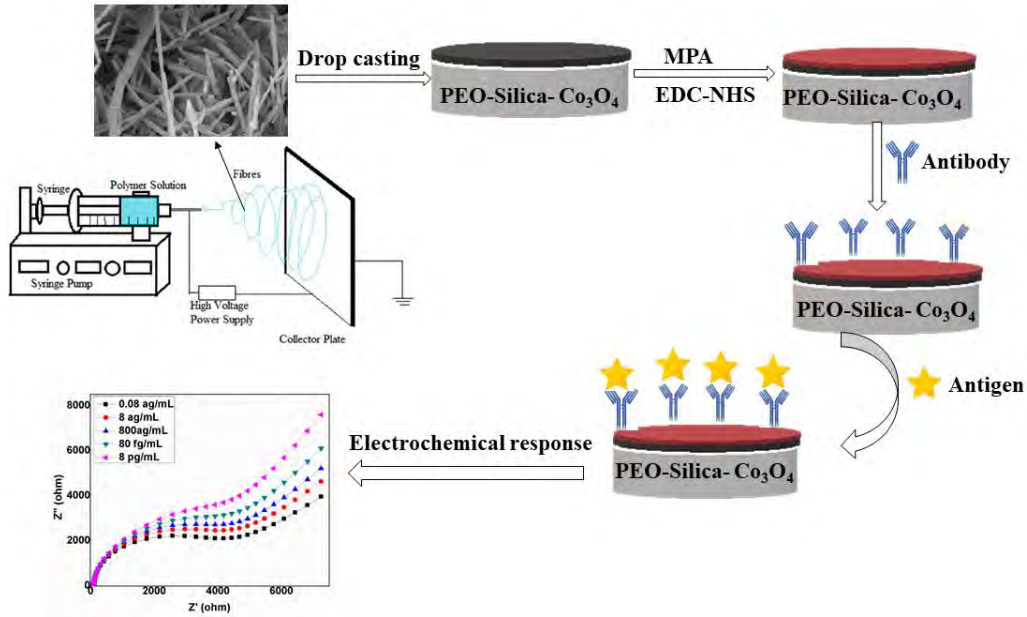 Drop casting
PEO-Silica- Co₃O₄
MPA
EDC-NHS
PEO-Silica- Co₃O₄
Antibody
Syringe
Polymer Solution
Fibres
Syringe Pump
High Voltage
Power Supply
Collector Plate
PEO-Silica- Co₃O₄
Antigen
PEO-Silica- Co₃O₄
Electrochemical response
0.08 ag/mL
8 ag/mL
800ag/mL
80 fg/mL
8 pg/mL
8000
6000
4000
2000
0
Z'' (ohm)
0
2000
4000
6000
Z' (ohm)